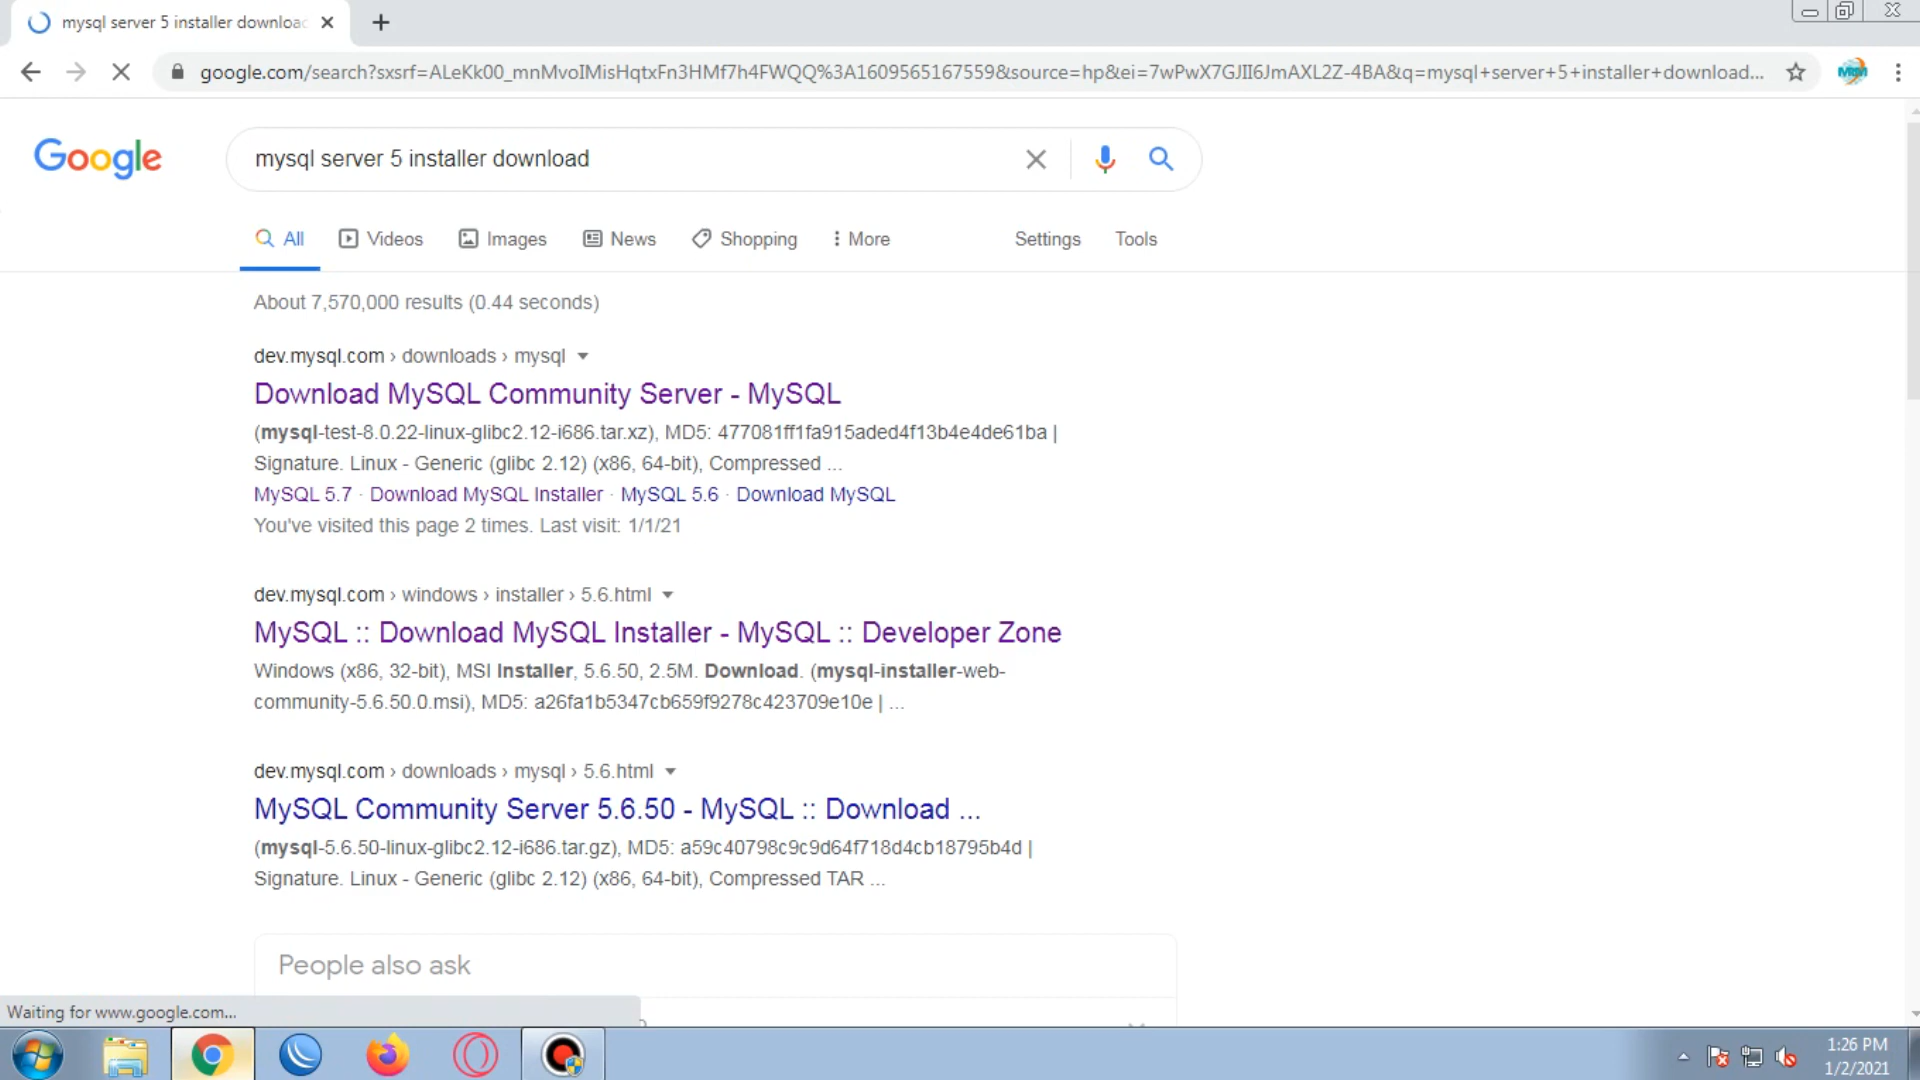 mysql server 5 installer download
google.com/search?sxsrf=ALeKk00_mnMvoIMisHqtxFn3HMf7h4FWQQ%3A1609565167559&source=hp&ei=7wPwX7GJII6JmAXL2Z-4BA&q=mysql+server+5+installer+download...
Google
mysql server 5 installer download
All Videos Images News Shopping More Settings Tools
About 7,570,000 results (0.44 seconds)
dev.mysql.com › downloads › mysql
Download MySQL Community Server - MySQL
(mysql-test-8.0.22-linux-glibc2.12-i686.tar.xz), MD5: 477081ff1fa915aded4f13b4e4de61ba |
Signature. Linux - Generic (glibc 2.12) (x86, 64-bit), Compressed ...
MySQL 5.7 · Download MySQL Installer · MySQL 5.6 · Download MySQL
You've visited this page 2 times. Last visit: 1/1/21
dev.mysql.com › windows › installer › 5.6.html
MySQL :: Download MySQL Installer - MySQL :: Developer Zone
Windows (x86, 32-bit), MSI Installer, 5.6.50, 2.5M. Download. (mysql-installer-web-
community-5.6.50.0.msi), MD5: a26fa1b5347cb659f9278c423709e10e | ...
dev.mysql.com › downloads › mysql › 5.6.html
MySQL Community Server 5.6.50 - MySQL :: Download ...
(mysql-5.6.50-linux-glibc2.12-i686.tar.gz), MD5: a59c40798c9c9d64f718d4cb18795b4d |
Signature. Linux - Generic (glibc 2.12) (x86, 64-bit), Compressed TAR ...
People also ask
Waiting for www.google.com...
1:26 PM
1/2/2021